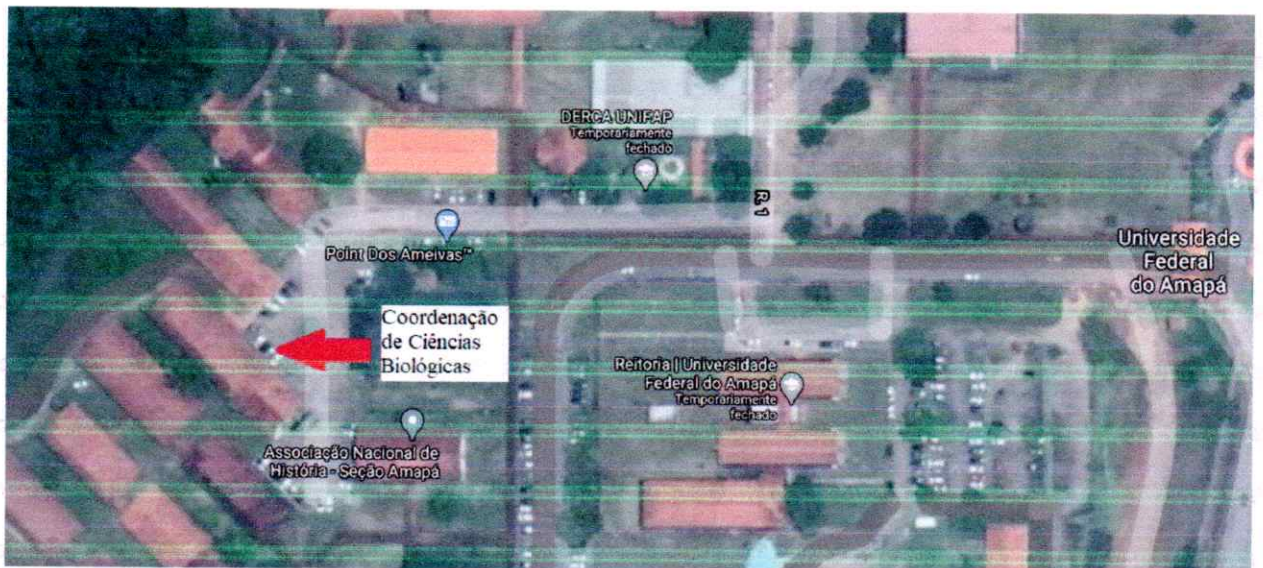 DERCA UNIFAP
Temporariamente
fechado
R. 1
Point Dos Ameivas™
Universidade
Federal
do Amapá
Coordenação
de Ciências
Biológicas
Reitoria | Universidade
Federal do Amapá
Temporariamente
fechado
Associação Nacional de
História - Seção Amapá